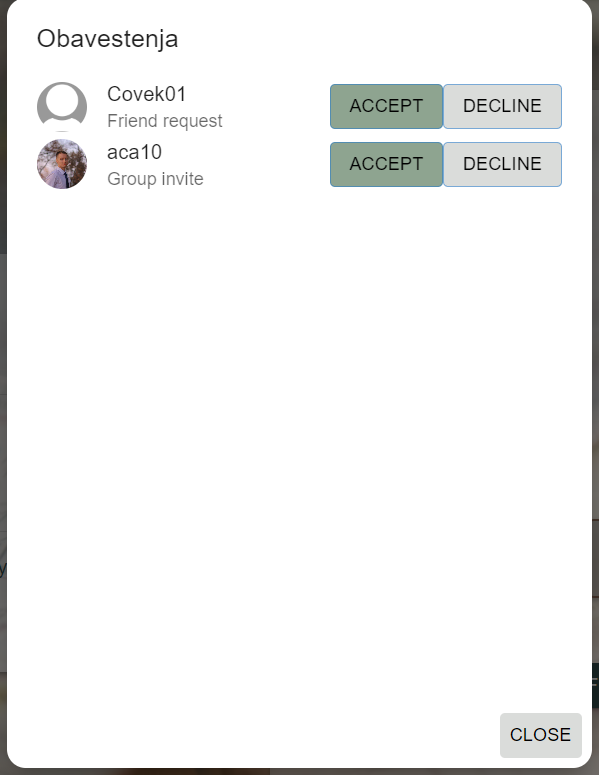 Obavestenja
Covek01
ACCEPT
DECLINE
Friend request
aca10
ACCEPT
DECLINE
Group invite
CLOSE